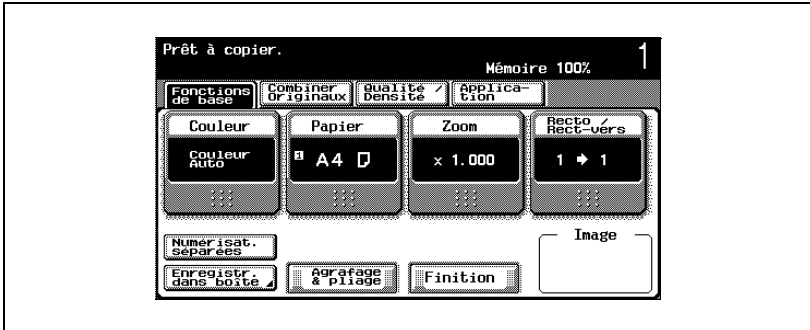 Prêt à copier.
Mémoire 100%
1
Fonctions de base
Combiner Originaux
Qualité / Densité
Applica- tion
Couleur
Papier
Zoom
Recto / Rect-vers
Couleur Auto
1 A4
× 1.000
1 ➔ 1
Numérisat. séparées
Image
Enregistr. dans boîte
Agrafage & pliage
Finition